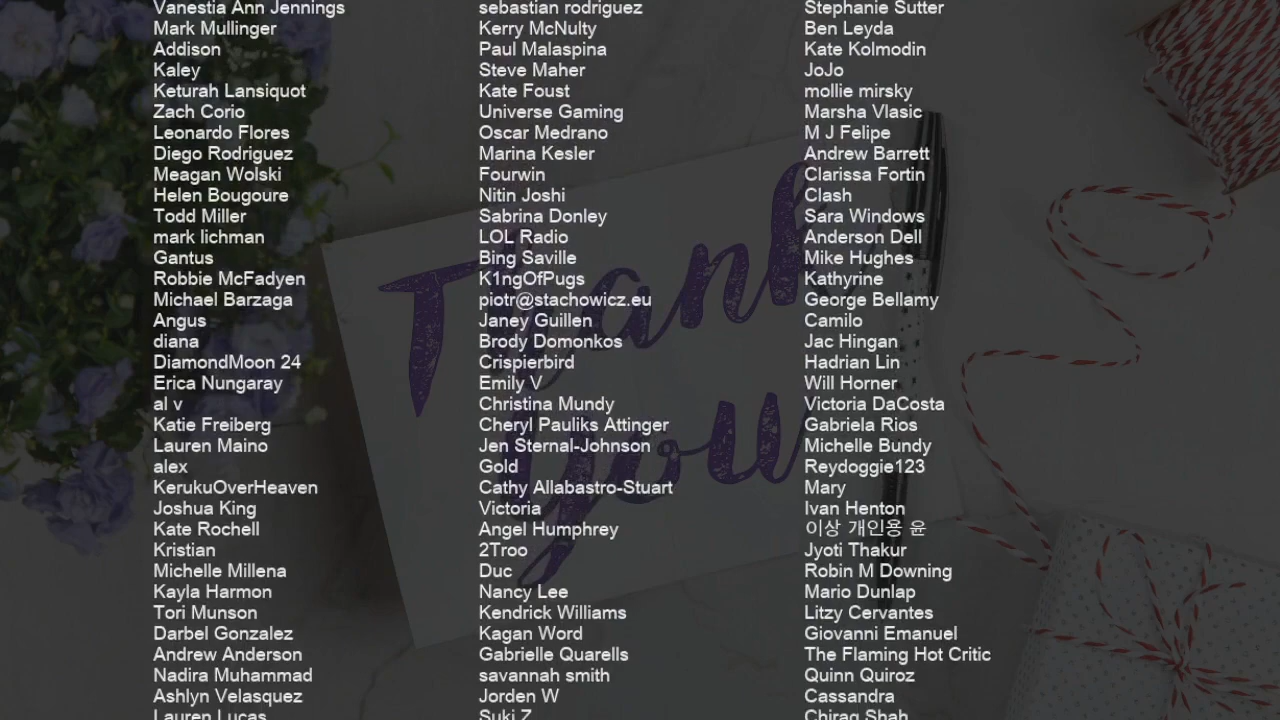 Vanestia Ann Jennings
Mark Mullinger
Addison
Kaley
Keturah Lansiquot
Zach Corio
Leonardo Flores
Diego Rodriguez
Meagan Wolski
Helen Bougoure
Todd Miller
mark lichman
Gantus
Robbie McFadyen
Michael Barzaga
Angus
diana
DiamondMoon 24
Erica Nungaray
al v
Katie Freiberg
Lauren Maino
alex
KerukuOverHeaven
Joshua King
Kate Rochell
Kristian
Michelle Millena
Kayla Harmon
Tori Munson
Darbel Gonzalez
Andrew Anderson
Nadira Muhammad
Ashlyn Velasquez
Lauren Lucas
sebastian rodriguez
Kerry McNulty
Paul Malaspina
Steve Maher
Kate Foust
Universe Gaming
Oscar Medrano
Marina Kesler
Fourwin
Nitin Joshi
Sabrina Donley
LOL Radio
Bing Saville
K1ngOfPugs
piotr@stachowicz.eu
Janey Guillen
Brody Domonkos
Crispierbird
Emily V
Christina Mundy
Cheryl Pauliks Attinger
Jen Sternal-Johnson
Gold
Cathy Allabastro-Stuart
Victoria
Angel Humphrey
2Troo
Duc
Nancy Lee
Kendrick Williams
Kagan Word
Gabrielle Quarells
savannah smith
Jorden W
Suki Z
Stephanie Sutter
Ben Leyda
Kate Kolmodin
JoJo
mollie mirsky
Marsha Vlasic
M J Felipe
Andrew Barrett
Clarissa Fortin
Clash
Sara Windows
Anderson Dell
Mike Hughes
Kathyrine
George Bellamy
Camilo
Jac Hingan
Hadrian Lin
Will Horner
Victoria DaCosta
Gabriela Rios
Michelle Bundy
Reydoggie123
Mary
Ivan Henton
이상 개인용 윤
Jyoti Thakur
Robin M Downing
Mario Dunlap
Litzy Cervantes
Giovanni Emanuel
The Flaming Hot Critic
Quinn Quiroz
Cassandra
Chirag Shah
Thank
you